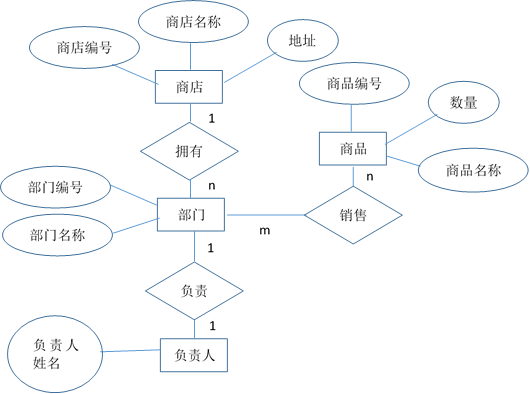 商店名称
商店编号
地址
商店
商品编号
数量
1
拥有
商品
商品名称
n
n
部门编号
部门
销售
部门名称
m
1
负责
1
负责人
姓名
负责人